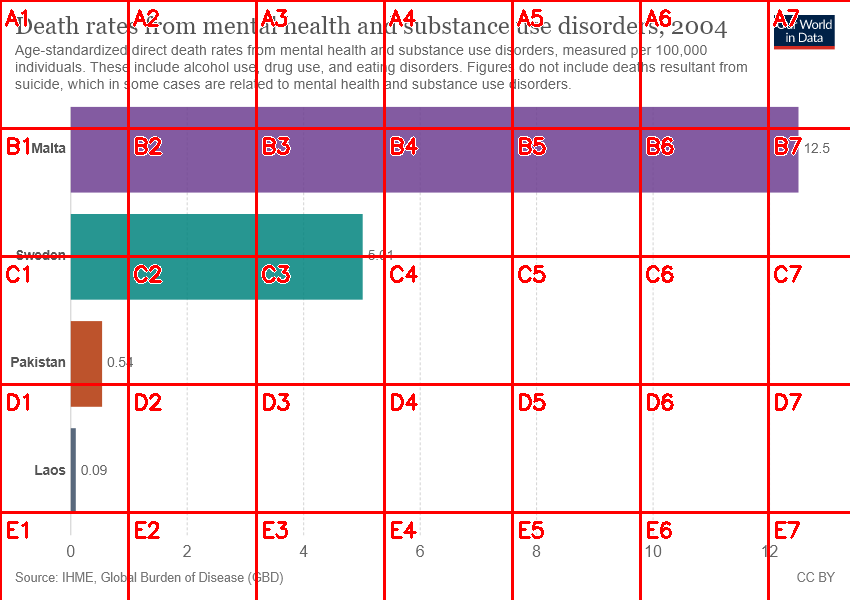 Death rates from mental health and substance use disorders, 2004
Our World
in Data
Age-standardized direct death rates from mental health and substance use disorders, measured per 100,000
individuals. These include alcohol use, drug use, and eating disorders. Figures do not include deaths resultant from
suicide, which in some cases are related to mental health and substance use disorders.
A1 A2 A3 A4 A5 A6 A7
B1 B2 B3 B4 B5 B6 B7
Malta 12.5
Sweden 5.01
C1 C2 C3 C4 C5 C6 C7
Pakistan 0.54
D1 D2 D3 D4 D5 D6 D7
Laos 0.09
E1 E2 E3 E4 E5 E6 E7
0 2 4 6 8 10 12
Source: IHME, Global Burden of Disease (GBD) CC BY